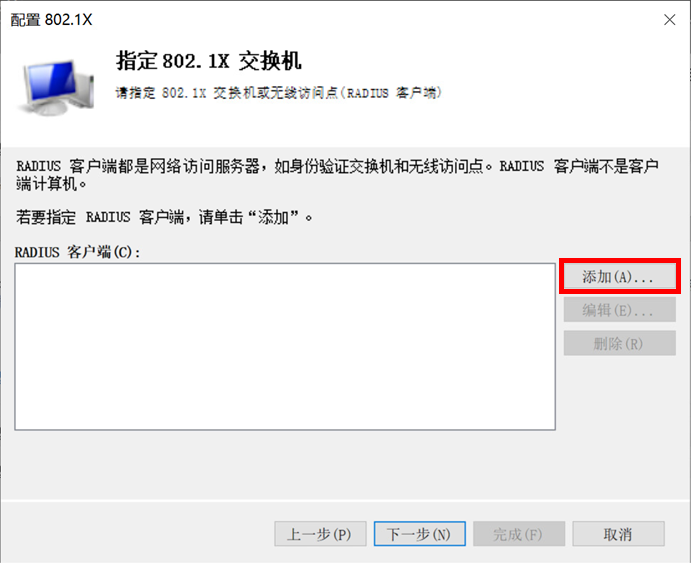 配置 802.1X
指定 802.1X 交换机
请指定 802.1X 交换机或无线访问点(RADIUS 客户端)
RADIUS 客户端都是网络访问服务器，如身份验证交换机和无线访问点。RADIUS 客户端不是客户
端计算机。
若要指定 RADIUS 客户端，请单击“添加”。
RADIUS 客户端(C):
添加(A)...
编辑(E)...
删除(R)
上一步(P) 下一步(N) 完成(F) 取消